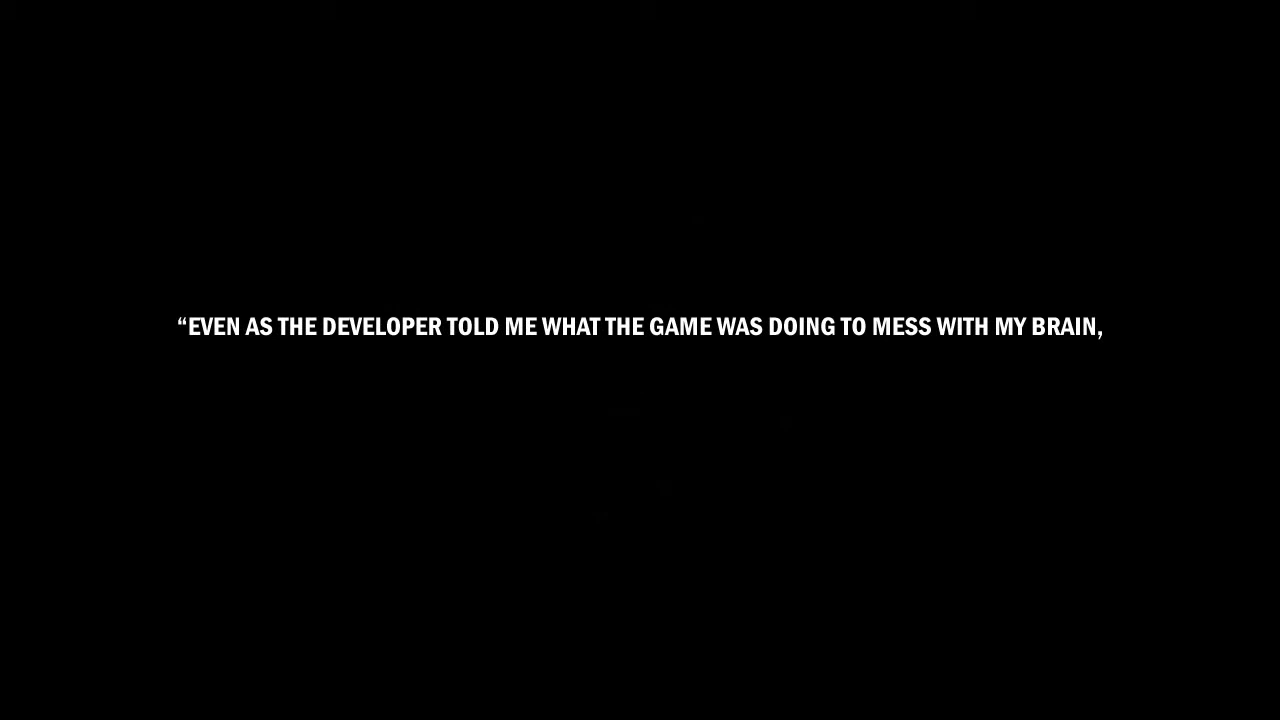 “EVEN AS THE DEVELOPER TOLD ME WHAT THE GAME WAS DOING TO MESS WITH MY BRAIN,